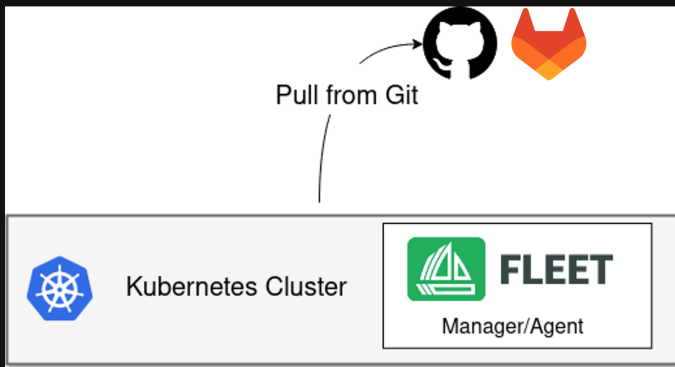 Pull from Git
Kubernetes Cluster
FLEET
Manager/Agent